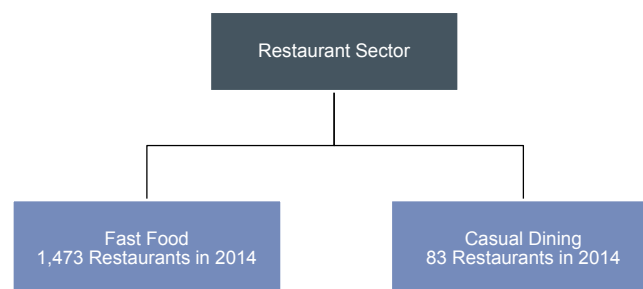 Restaurant Sector
Fast Food
1,473 Restaurants in 2014
Casual Dining
83 Restaurants in 2014